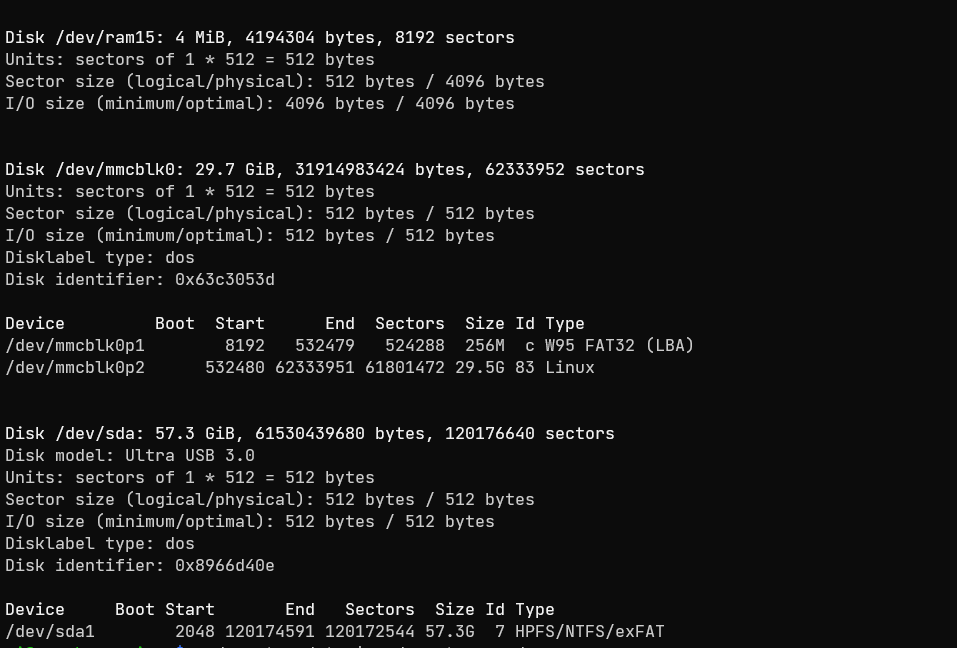 Disk /dev/ram15: 4 MiB, 4194304 bytes, 8192 sectors
Units: sectors of 1 * 512 = 512 bytes
Sector size (logical/physical): 512 bytes / 4096 bytes
I/O size (minimum/optimal): 4096 bytes / 4096 bytes
Disk /dev/mmcblk0: 29.7 GiB, 31914983424 bytes, 62333952 sectors
Units: sectors of 1 * 512 = 512 bytes
Sector size (logical/physical): 512 bytes / 512 bytes
I/O size (minimum/optimal): 512 bytes / 512 bytes
Disklabel type: dos
Disk identifier: 0x63c3053d
Device         Boot  Start      End  Sectors  Size Id Type
/dev/mmcblk0p1        8192   532479   524288  256M  c W95 FAT32 (LBA)
/dev/mmcblk0p2      532480 62333951 61801472 29.5G 83 Linux
Disk /dev/sda: 57.3 GiB, 61530439680 bytes, 120176640 sectors
Disk model: Ultra USB 3.0
Units: sectors of 1 * 512 = 512 bytes
Sector size (logical/physical): 512 bytes / 512 bytes
I/O size (minimum/optimal): 512 bytes / 512 bytes
Disklabel type: dos
Disk identifier: 0x8966d40e
Device     Boot Start       End   Sectors  Size Id Type
/dev/sda1        2048 120174591 120172544 57.3G  7 HPFS/NTFS/exFAT